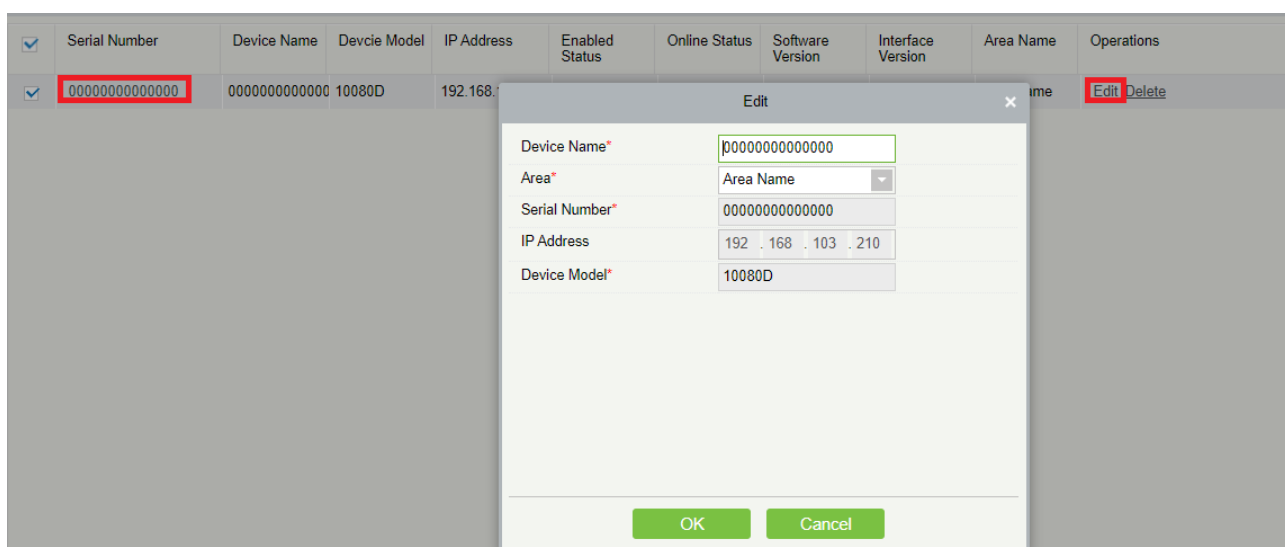 Serial Number Device Name Devcie Model IP Address Enabled Status Online Status Software Version Interface Version Area Name Operations
00000000000000 0000000000000 10080D 192.168. me Edit Delete
Edit ×
Device Name* 00000000000000
Area* Area Name
Serial Number* 00000000000000
IP Address 192 . 168 . 103 . 210
Device Model* 10080D
OK Cancel